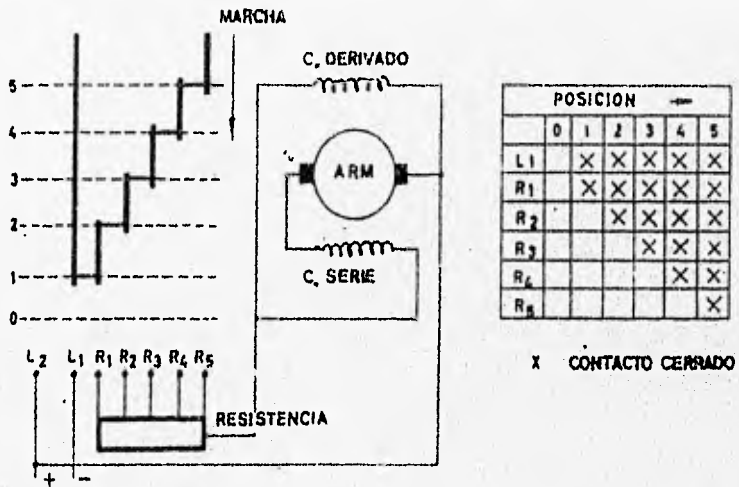 MARCHA
5
4
3
2
1
0
C. DERIVADO
ARM
C. SERIE
L2 L1 R1 R2 R3 R4 R5
RESISTENCIA
+ -
POSICION
0 1 2 3 4 5
L1 X X X X X
R1 X X X X X
R2 X X X X
R3 X X X
R4 X X
R5 X
X CONTACTO CERRADO